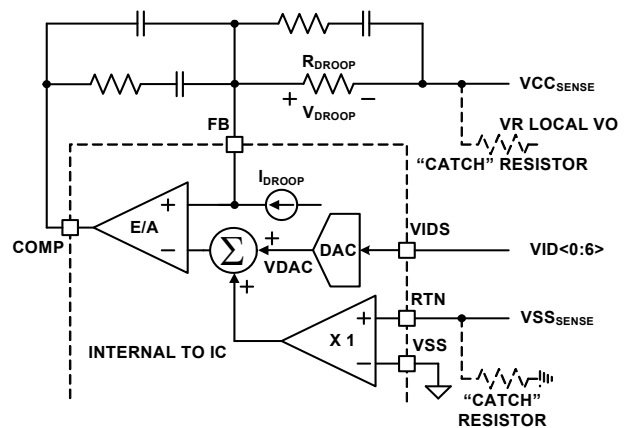 RDROOP
+ VDROOP −
VCCSENSE
FB
VR LOCAL VO
"CATCH" RESISTOR
IDROOP
+
E/A
−
COMP
Σ
+
VDAC
DAC
VIDS
VID<0:6>
+
RTN
+
X 1
−
VSSSENSE
VSS
INTERNAL TO IC
"CATCH"
RESISTOR